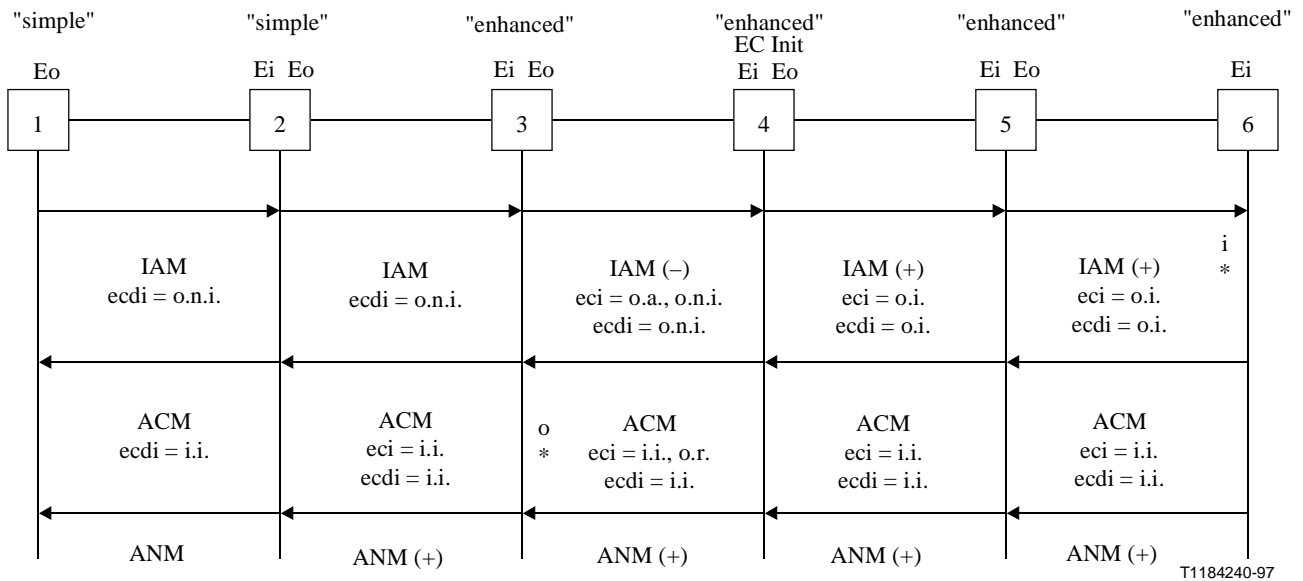 "simple" "simple" "enhanced" "enhanced" "enhanced" "enhanced"
EC Init
Eo Ei Eo Ei Eo Ei Eo Ei Eo Ei
1 2 3 4 5 6
i
IAM IAM IAM (–) IAM (+) IAM (+) *
ecdi = o.n.i. ecdi = o.n.i. eci = o.a., o.n.i. eci = o.i. eci = o.i.
ecdi = o.n.i. ecdi = o.i. ecdi = o.i.
ACM ACM o ACM ACM ACM
ecdi = i.i. eci = i.i. * eci = i.i., o.r. eci = i.i. eci = i.i.
ecdi = i.i. ecdi = i.i. ecdi = i.i. ecdi = i.i.
ANM ANM (+) ANM (+) ANM (+) ANM (+)
T1184240-97